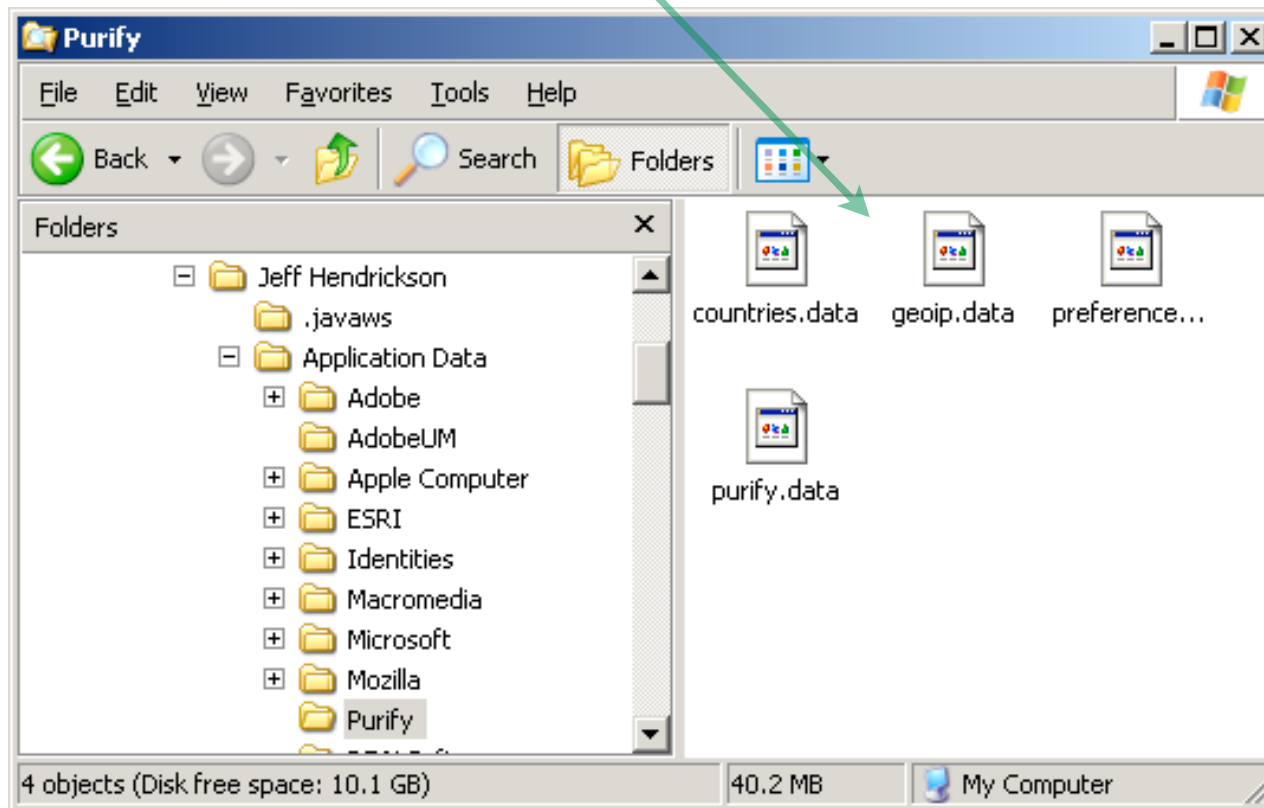 Purify
File Edit View Favorites Tools Help
Back Search Folders
Folders
Jeff Hendrickson
.javaws
Application Data
Adobe
AdobeUM
Apple Computer
ESRI
Identities
Macromedia
Microsoft
Mozilla
Purify
countries.data geoip.data preference...
purify.data
4 objects (Disk free space: 10.1 GB) 40.2 MB My Computer